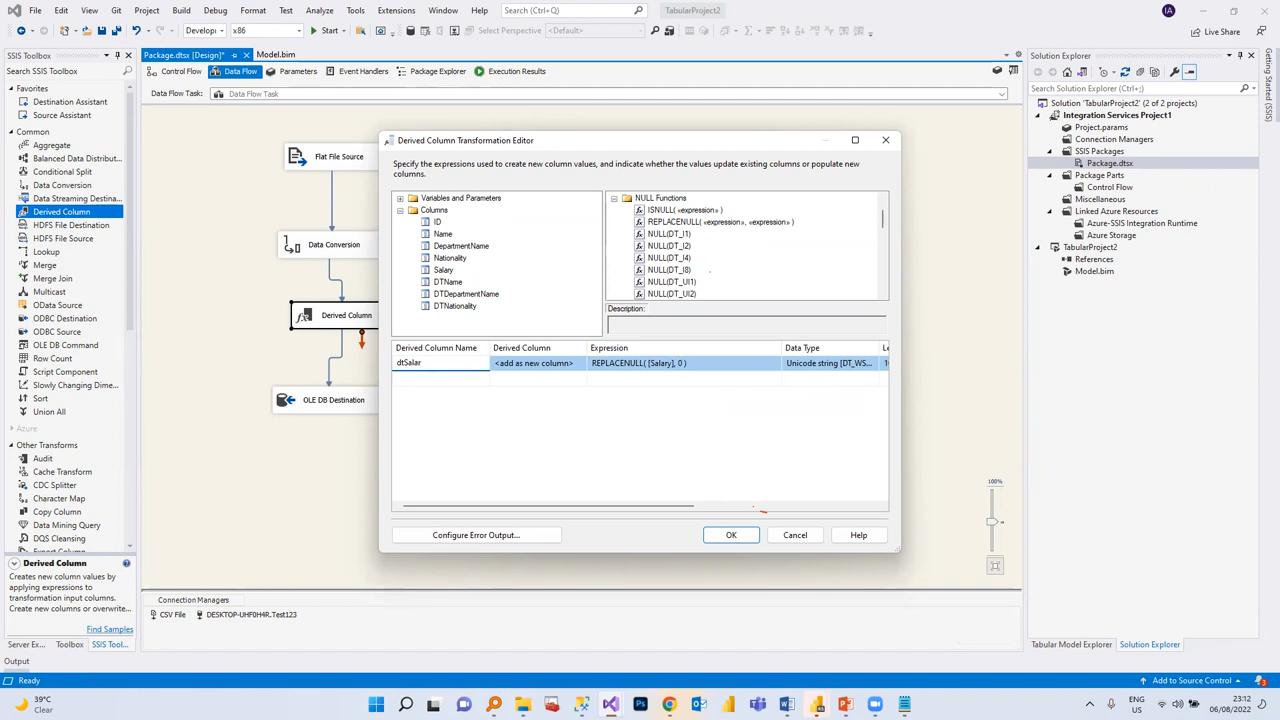 File Edit View Git Project Build Debug Format Test Analyze Tools Extensions Window Help Search (Ctrl+Q) TabularProject2 IA
Develop x86 Start Select Perspective <Default> Live Share
SSIS Toolbox
Search SSIS Toolbox
Favorites
Destination Assistant
Source Assistant
Common
Aggregate
Balanced Data Distribut...
Conditional Split
Data Conversion
Data Streaming Destina...
Derived Column
HDFS File Destination
HDFS File Source
Lookup
Merge
Merge Join
Multicast
OData Source
ODBC Destination
ODBC Source
OLE DB Command
Row Count
Script Component
Slowly Changing Dime...
Sort
Union All
Azure
Other Transforms
Audit
Cached Transform
CDC Splitter
Character Map
Copy Column
Data Mining Query
DQS Cleansing
Export Column
Derived Column
Creates new column values by
applying expressions to
transformation input columns.
Create new columns or overwrite...
Find Samples
Server Ex... Toolbox SSIS Tool...
Package.dtsx [Design]* Model.bim
Control Flow Data Flow Parameters Event Handlers Package Explorer Execution Results
Data Flow Task: Data Flow Task
Flat File Source
Data Conversion
Derived Column
OLE DB Destination
Derived Column Transformation Editor
Specify the expressions used to create new column values, and indicate whether the values update existing columns or populate new
columns.
Variables and Parameters
Columns
ID
Name
DepartmentName
Nationality
Salary
DTName
DTDepartmentName
DTNationality
NULL Functions
ISNULL( «expression» )
REPLACENULL( «expression», «expression» )
NULL(DT_I1)
NULL(DT_I2)
NULL(DT_I4)
NULL(DT_I8)
NULL(DT_UI1)
NULL(DT_UI2)
Description:
Derived Column Name Derived Column Expression Data Type Le
dtSalar <add as new column> REPLACENULL( [Salary], 0 ) Unicode string [DT_WS...
Configure Error Output... OK Cancel Help
100%
Connection Managers
CSV File DESKTOP-UHF0H4R.Test123
Solution Explorer
Search Solution Explorer (Ctrl+;)
Solution 'TabularProject2' (2 of 2 projects)
Integration Services Project1
Project.params
Connection Managers
SSIS Packages
Package.dtsx
Package Parts
Control Flow
Miscellaneous
Linked Azure Resources
Azure-SSIS Integration Runtime
Azure Storage
TabularProject2
References
Model.bim
Tabular Model Explorer Solution Explorer
Getting Started (SSIS)
Output
Ready Add to Source Control
39°C
Clear
ENG
US
23:12
06/08/2022